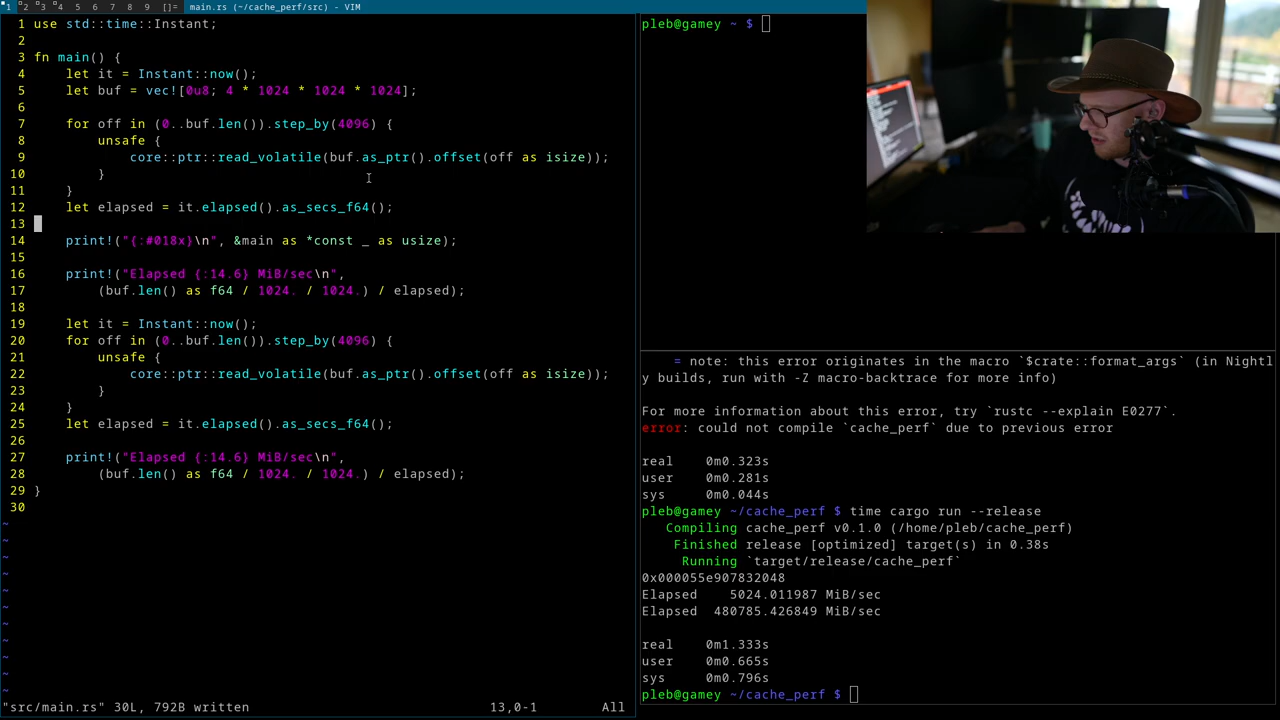 1 2 3 4 5 6 7 8 9 []= main.rs (~/cache_perf/src) - VIM
1 use std::time::Instant;
2
3 fn main() {
4     let it = Instant::now();
5     let buf = vec![0u8; 4 * 1024 * 1024 * 1024];
6
7     for off in (0..buf.len()).step_by(4096) {
8         unsafe {
9             core::ptr::read_volatile(buf.as_ptr().offset(off as isize));
10         }
11     }
12     let elapsed = it.elapsed().as_secs_f64();
13
14     print!("{:#018x}\n", &main as *const _ as usize);
15
16     print!("Elapsed {:14.6} MiB/sec\n",
17         (buf.len() as f64 / 1024. / 1024.) / elapsed);
18
19     let it = Instant::now();
20     for off in (0..buf.len()).step_by(4096) {
21         unsafe {
22             core::ptr::read_volatile(buf.as_ptr().offset(off as isize));
23         }
24     }
25     let elapsed = it.elapsed().as_secs_f64();
26
27     print!("Elapsed {:14.6} MiB/sec\n",
28         (buf.len() as f64 / 1024. / 1024.) / elapsed);
29 }
30
~
~
~
~
~
~
~
~
~
~
~
"src/main.rs" 30L, 792B written 13,0-1 All
pleb@gamey ~ $
= note: this error originates in the macro `$crate::format_args` (in Nightl
y builds, run with -Z macro-backtrace for more info)
For more information about this error, try `rustc --explain E0277`.
error: could not compile `cache_perf` due to previous error
real    0m0.323s
user    0m0.281s
sys     0m0.044s
pleb@gamey ~/cache_perf $ time cargo run --release
Compiling cache_perf v0.1.0 (/home/pleb/cache_perf)
Finished release [optimized] target(s) in 0.38s
Running `target/release/cache_perf`
0x000055e907832048
Elapsed    5024.011987 MiB/sec
Elapsed  480785.426849 MiB/sec
real    0m1.333s
user    0m0.665s
sys     0m0.796s
pleb@gamey ~/cache_perf $